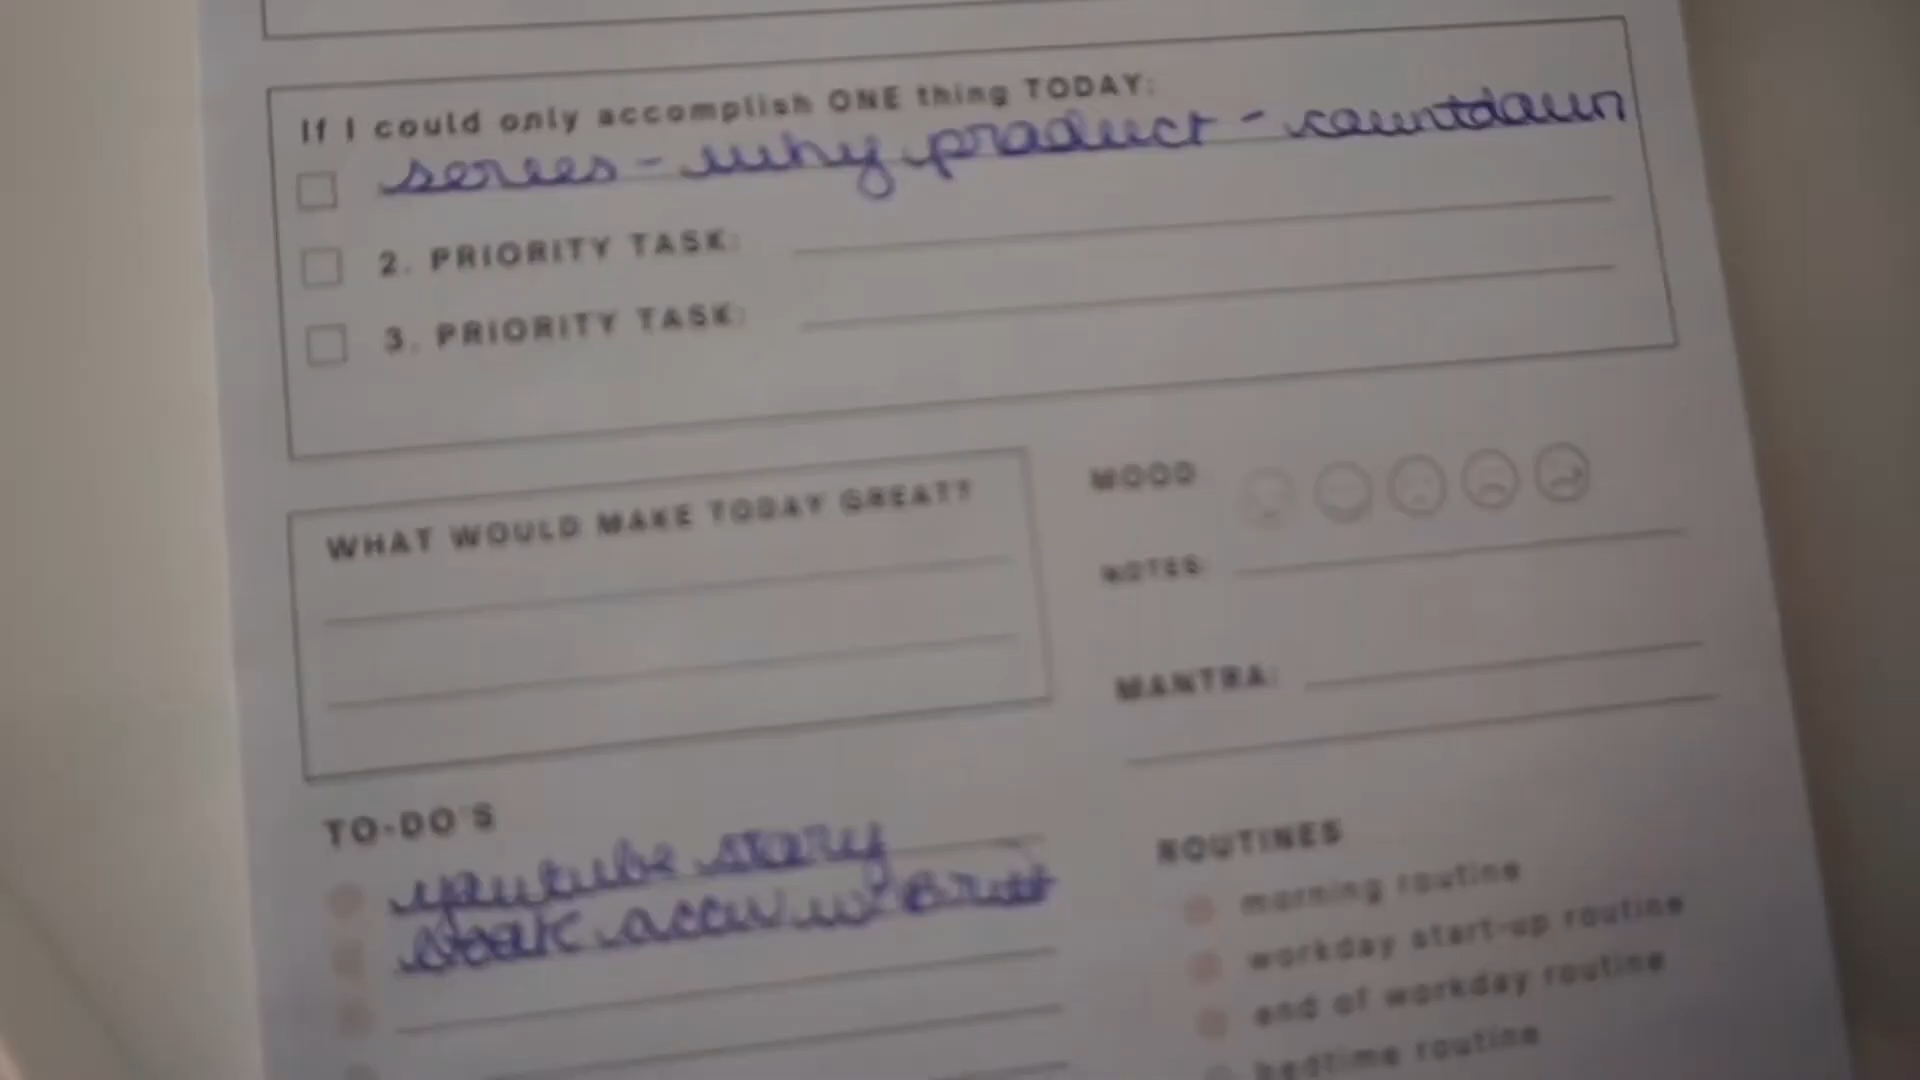 If I could only accomplish ONE thing TODAY:
series - why product - countdown
2. PRIORITY TASK:
3. PRIORITY TASK:
WHAT WOULD MAKE TODAY GREAT?
MOOD
NOTES
MANTRA:
TO-DO'S
youtube story
w/ Britt
ROUTINES
morning routine
workday start-up routine
end of workday routine
bedtime routine